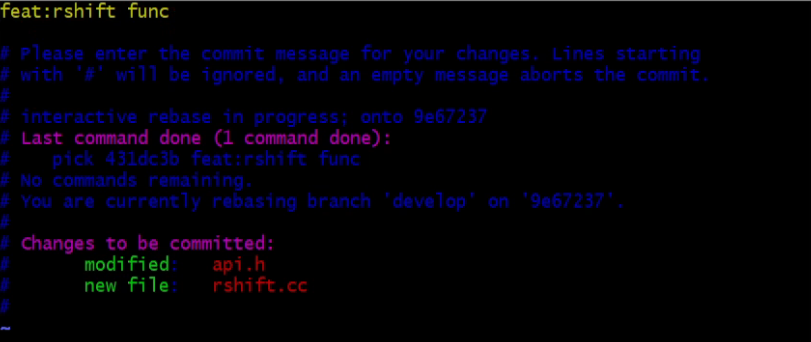 feat:rshift func
# Please enter the commit message for your changes. Lines starting
# with '#' will be ignored, and an empty message aborts the commit.
#
# interactive rebase in progress; onto 9e67237
# Last command done (1 command done):
#    pick 431dc3b feat:rshift func
# No commands remaining.
# You are currently rebasing branch 'develop' on '9e67237'.
#
# Changes to be committed:
#       modified:   api.h
#       new file:   rshift.cc
#
~